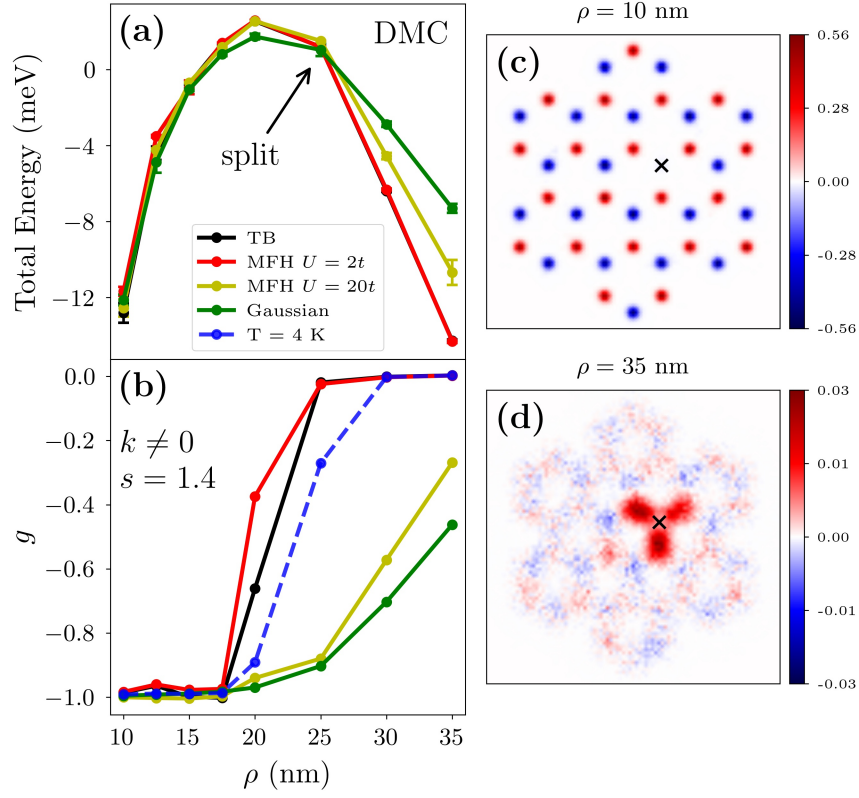 (a)
DMC
Total Energy (meV)
0
−4
−8
−12
split
TB
MFH U = 2t
MFH U = 20t
Gaussian
T = 4 K
(b)
k ≠ 0
s = 1.4
g
0.0
−0.2
−0.4
−0.6
−0.8
−1.0
10 15 20 25 30 35
ρ (nm)
ρ = 10 nm
(c)
0.56
0.28
0.00
-0.28
-0.56
ρ = 35 nm
(d)
0.03
0.01
0.00
-0.01
-0.03